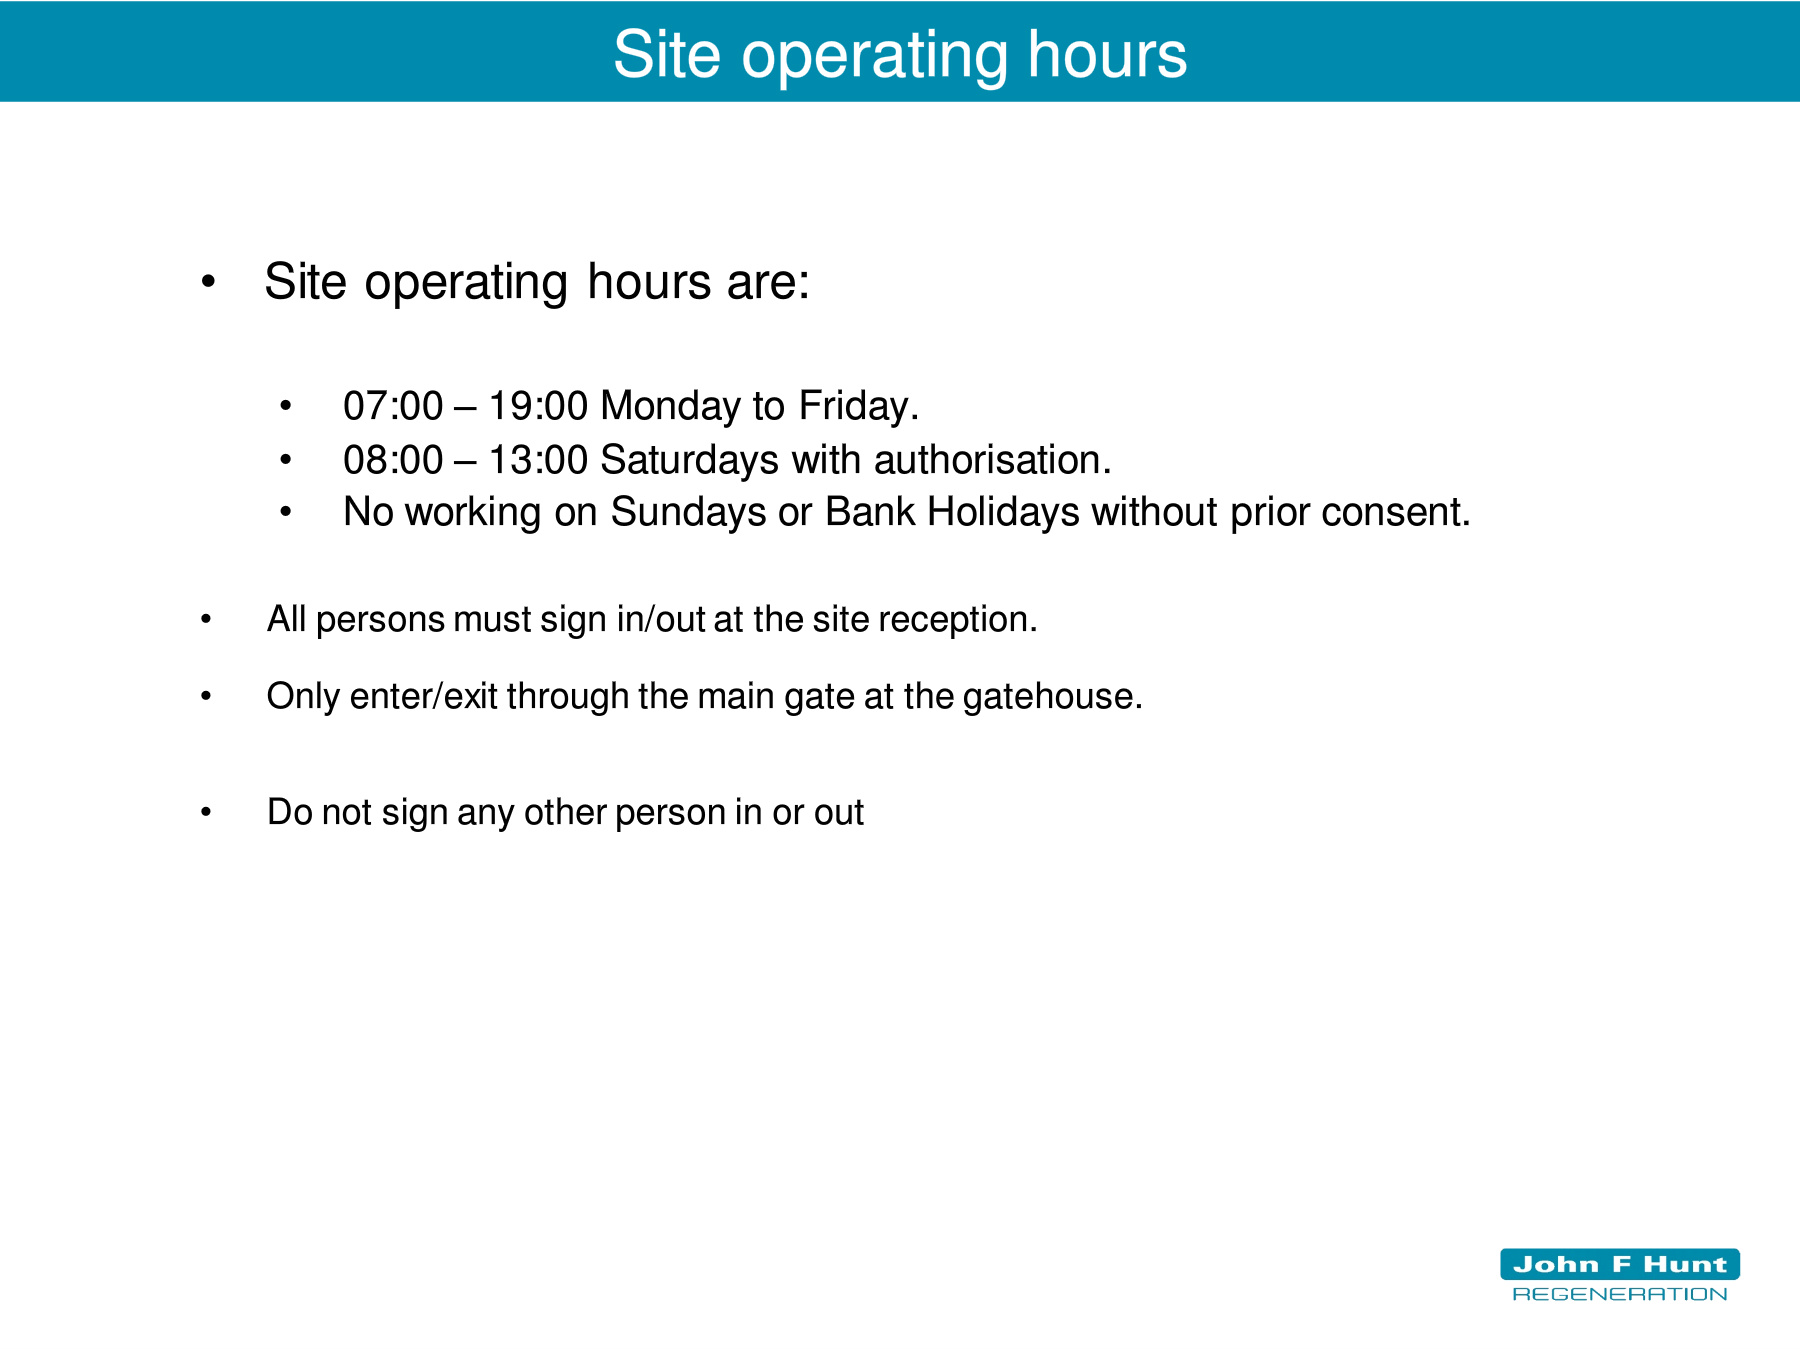 Site operating hours
• Site operating hours are:
• 07:00 – 19:00 Monday to Friday.
• 08:00 – 13:00 Saturdays with authorisation.
• No working on Sundays or Bank Holidays without prior consent.
• All persons must sign in/out at the site reception.
• Only enter/exit through the main gate at the gatehouse.
• Do not sign any other person in or out
John F Hunt
REGENERATION